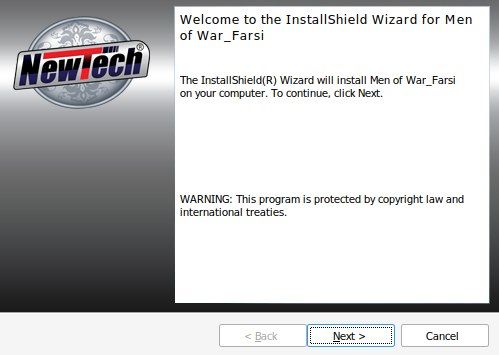 NewTech®
Welcome to the InstallShield Wizard for Men
of War_Farsi
The InstallShield(R) Wizard will install Men of War_Farsi
on your computer. To continue, click Next.
WARNING: This program is protected by copyright law and
international treaties.
< Back
Next >
Cancel